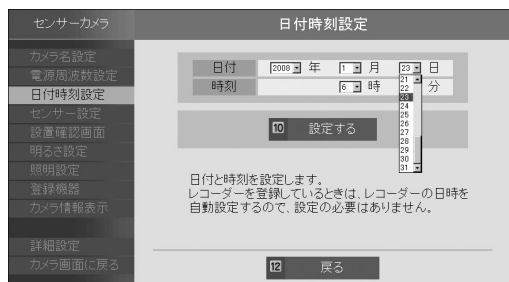 センサーカメラ
日付時刻設定
カメラ名設定
電源周波数設定
日付時刻設定
センサー設定
設置確認画面
明るさ設定
照明設定
登録機器
カメラ情報表示
詳細設定
カメラ画面に戻る
日付 2008 年 1 月 23 日
時刻 6 時 分
21
22
23
24
25
26
27
28
29
30
31
10 設定する
日付と時刻を設定します。
レコーダーを登録しているときは、レコーダーの日時を
自動設定するので、設定の必要はありません。
12 戻る